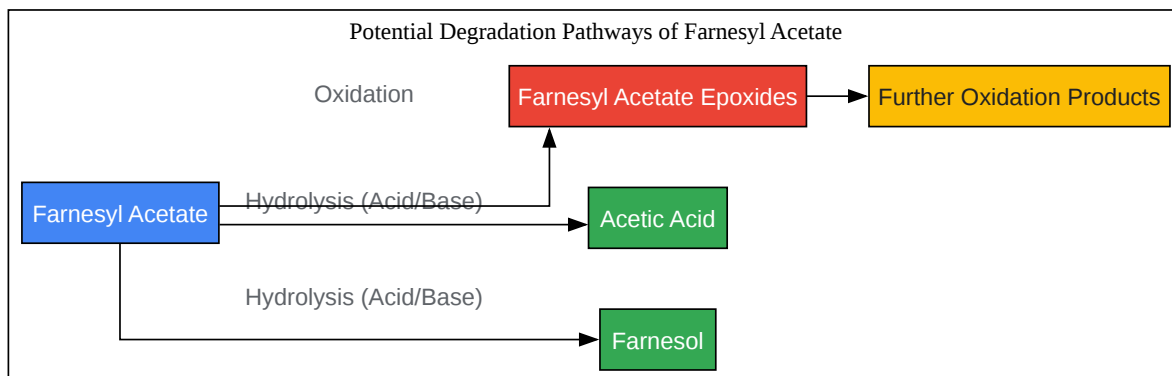 Potential Degradation Pathways of Farnesyl Acetate
Oxidation
Farnesyl Acetate Epoxides
Further Oxidation Products
Farnesyl Acetate
Hydrolysis (Acid/Base)
Acetic Acid
Hydrolysis (Acid/Base)
Farnesol